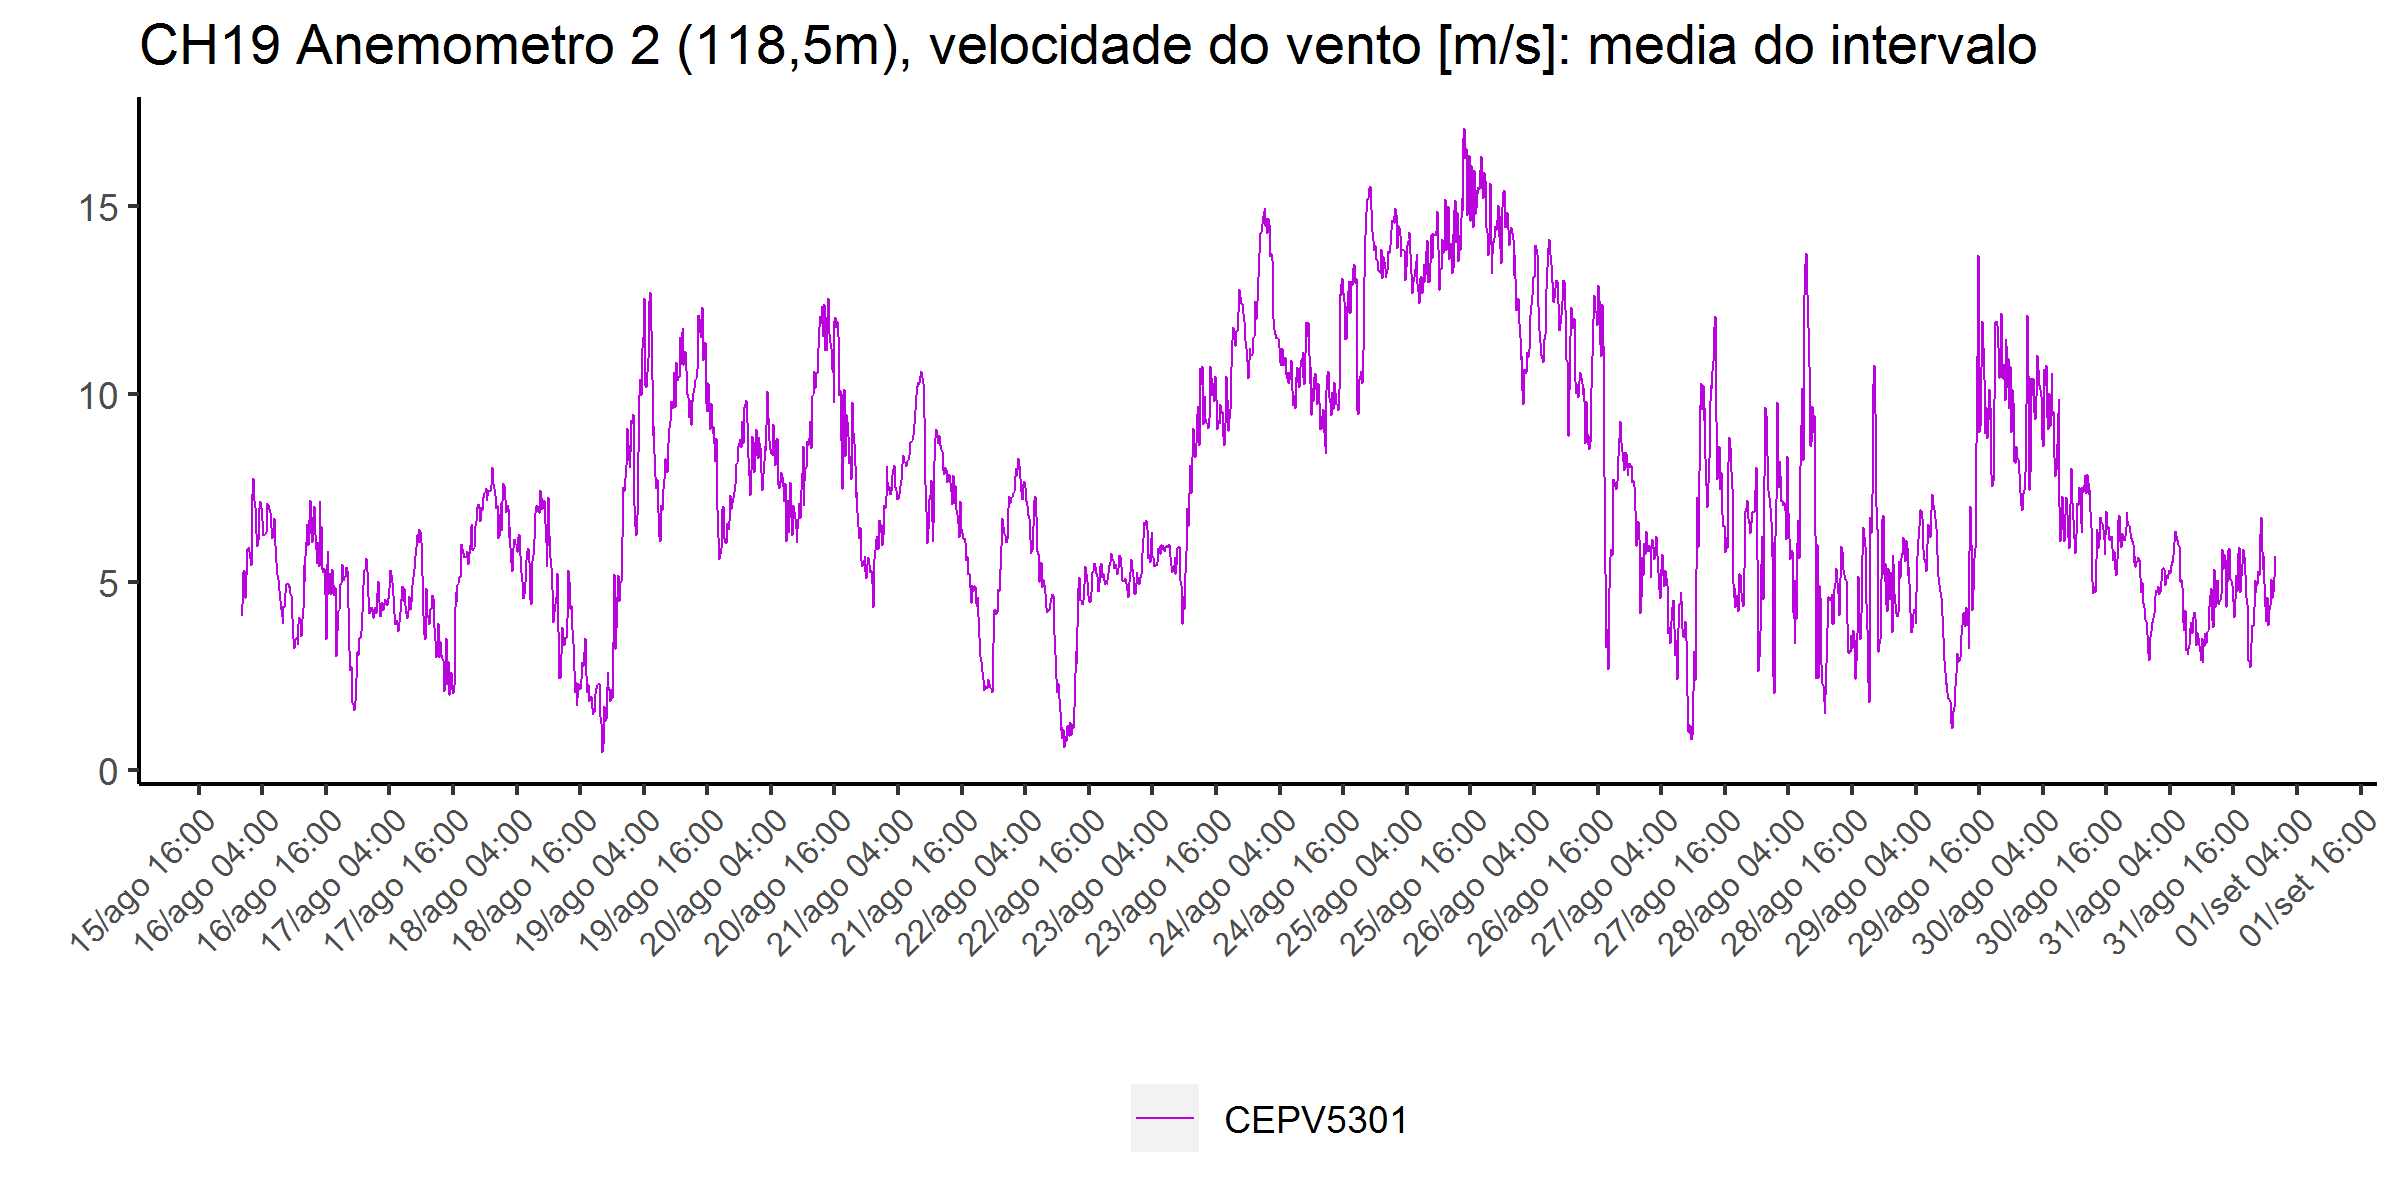 CH19 Anemometro 2 (118,5m), velocidade do vento [m/s]: media do intervalo
15
10
5
0
15/ago 16:00
16/ago 04:00
16/ago 16:00
17/ago 04:00
17/ago 16:00
18/ago 04:00
18/ago 16:00
19/ago 04:00
19/ago 16:00
20/ago 04:00
20/ago 16:00
21/ago 04:00
21/ago 16:00
22/ago 04:00
22/ago 16:00
23/ago 04:00
23/ago 16:00
24/ago 04:00
24/ago 16:00
25/ago 04:00
25/ago 16:00
26/ago 04:00
26/ago 16:00
27/ago 04:00
27/ago 16:00
28/ago 04:00
28/ago 16:00
29/ago 04:00
29/ago 16:00
30/ago 04:00
30/ago 16:00
31/ago 04:00
31/ago 16:00
01/set 04:00
01/set 16:00
CEPV5301